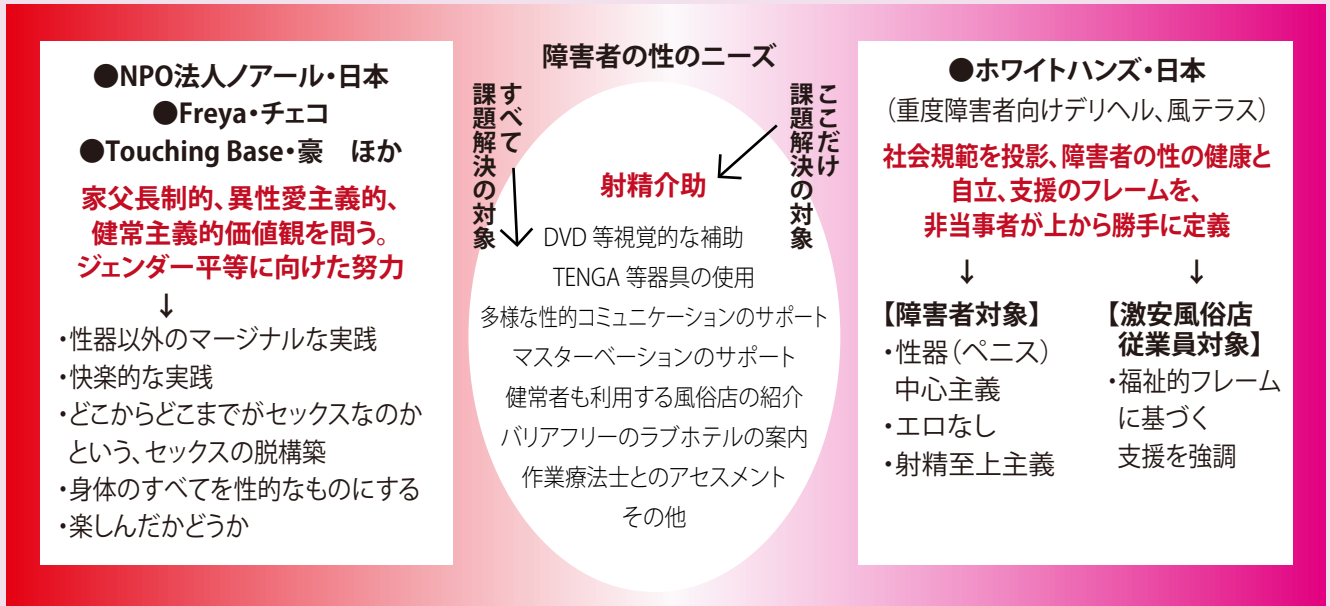 ●NPO法人ノアール・日本
●Freya・チェコ
●Touching Base・豪　ほか
家父長制的、異性愛主義的、
健常主義的価値観を問う。
ジェンダー平等に向けた努力
↓
・性器以外のマージナルな実践
・快楽的な実践
・どこからどこまでがセックスなのか
という、セックスの脱構築
・身体のすべてを性的なものにする
・楽しんだかどうか
障害者の性のニーズ
すべて
課題解決の対象
ここだけ
課題解決の対象
射精介助
DVD 等視覚的な補助
TENGA 等器具の使用
多様な性的コミュニケーションのサポート
マスターベーションのサポート
健常者も利用する風俗店の紹介
バリアフリーのラブホテルの案内
作業療法士とのアセスメント
その他
●ホワイトハンズ・日本
（重度障害者向けデリヘル、風テラス）
社会規範を投影、障害者の性の健康と
自立、支援のフレームを、
非当事者が上から勝手に定義
↓
【障害者対象】
・性器（ペニス）
中心主義
・エロなし
・射精至上主義
↓
【激安風俗店
従業員対象】
・福祉的フレーム
に基づく
支援を強調